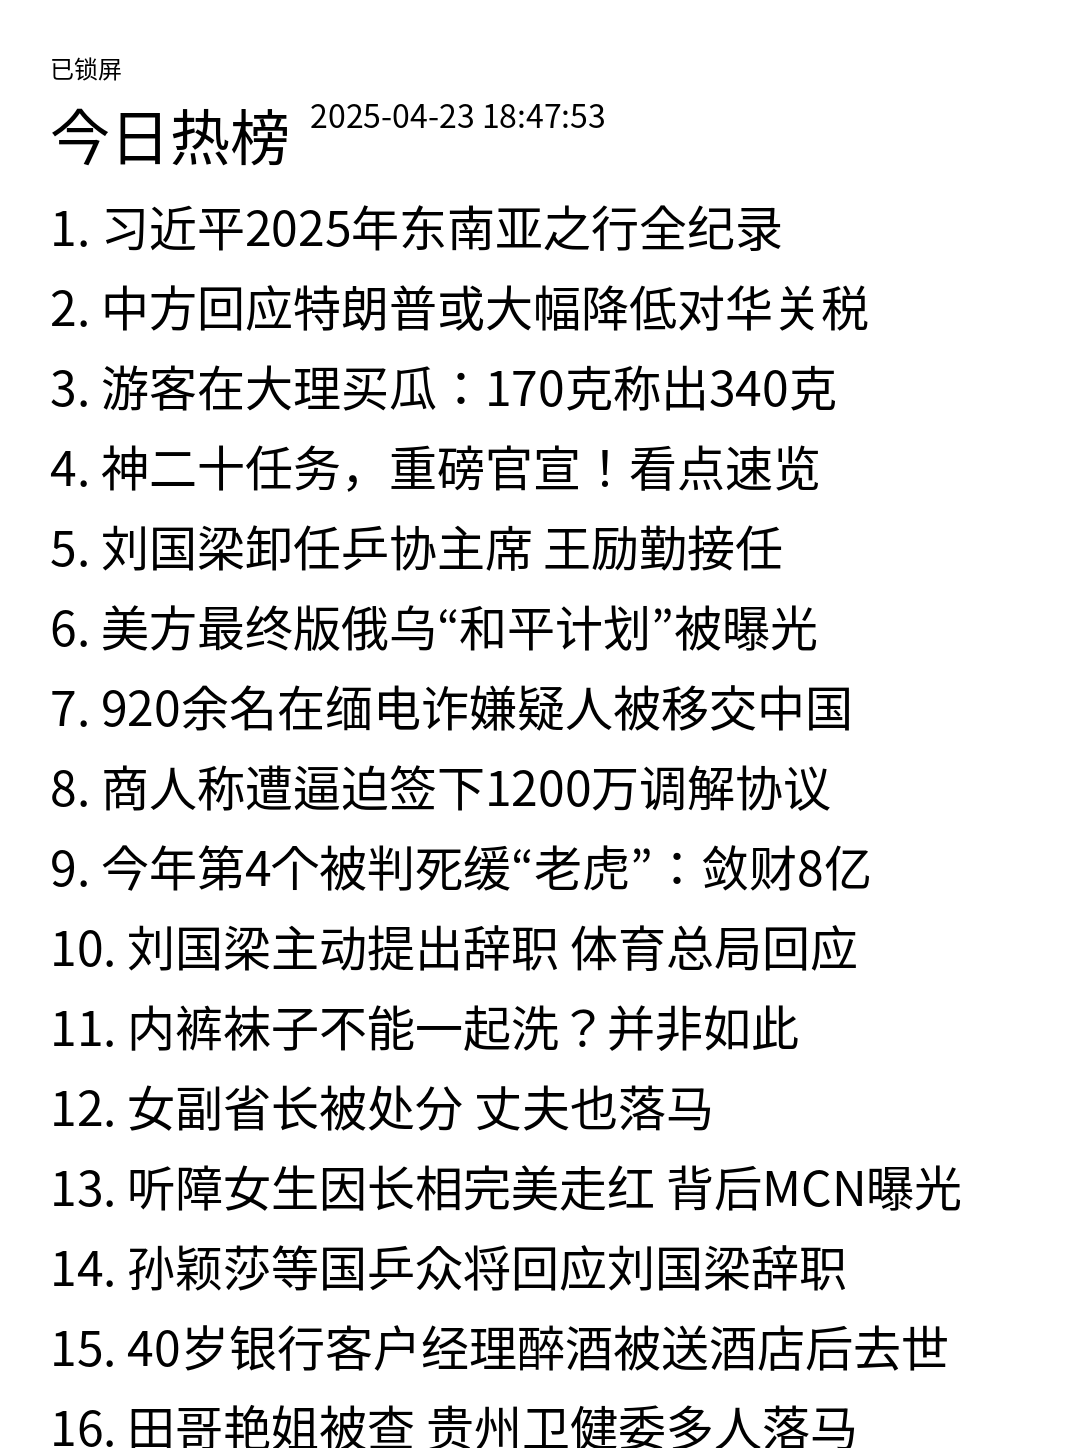 已锁屏
今日热榜 2025-04-23 18:47:53
1. 习近平2025年东南亚之行全纪录
2. 中方回应特朗普或大幅降低对华关税
3. 游客在大理买瓜：170克称出340克
4. 神二十任务，重磅官宣！看点速览
5. 刘国梁卸任乒协主席 王励勤接任
6. 美方最终版俄乌“和平计划”被曝光
7. 920余名在缅电诈嫌疑人被移交中国
8. 商人称遭逼迫签下1200万调解协议
9. 今年第4个被判死缓“老虎”：敛财8亿
10. 刘国梁主动提出辞职 体育总局回应
11. 内裤袜子不能一起洗？并非如此
12. 女副省长被处分 丈夫也落马
13. 听障女生因长相完美走红 背后MCN曝光
14. 孙颖莎等国乒众将回应刘国梁辞职
15. 40岁银行客户经理醉酒被送酒店后去世
16. 田哥艳姐被查 贵州卫健委多人落马